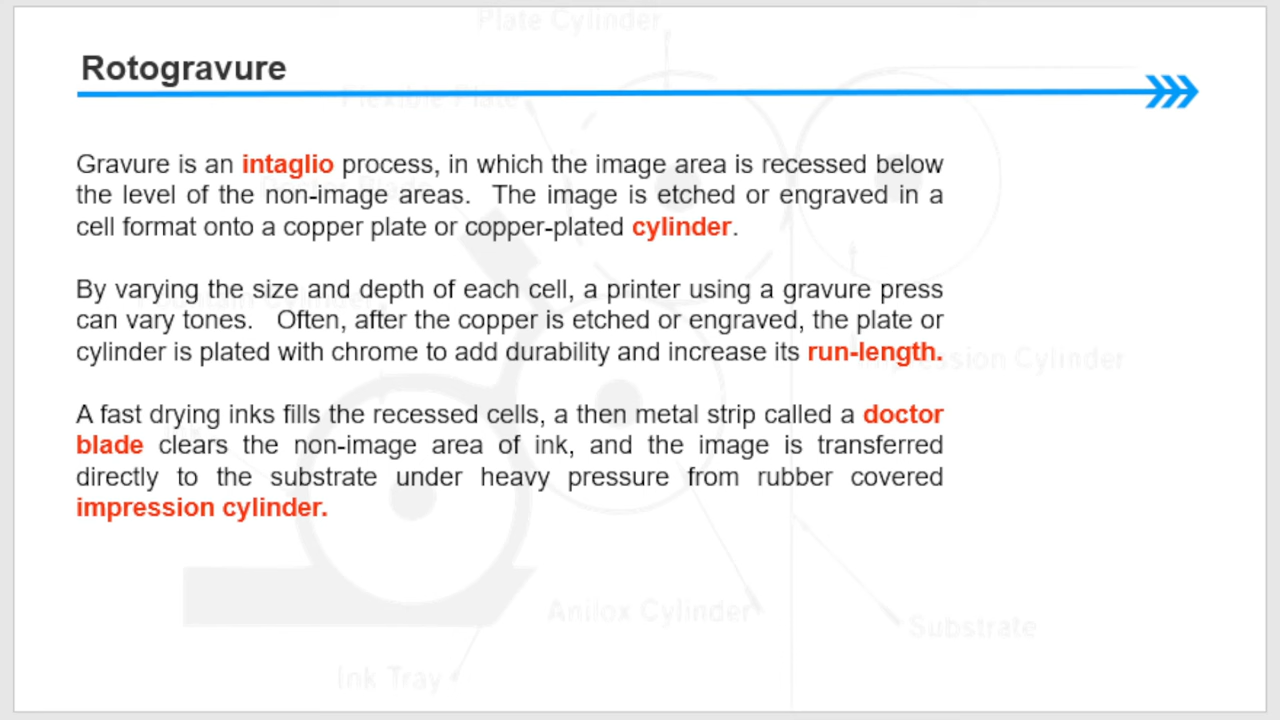 Plate Cylinder
Rotogravure
Flexible Plate
Gravure is an intaglio process, in which the image area is recessed below
the level of the non-image areas.  The image is etched or engraved in a
cell format onto a copper plate or copper-plated cylinder.
By varying the size and depth of each cell, a printer using a gravure press
can vary tones.   Often, after the copper is etched or engraved, the plate or
cylinder is plated with chrome to add durability and increase its run-length.
Impression Cylinder
A fast drying inks fills the recessed cells, a then metal strip called a doctor
blade clears the non-image area of ink, and the image is transferred
directly to the substrate under heavy pressure from rubber covered
impression cylinder.
Anilox Cylinder
Substrate
Ink Tray